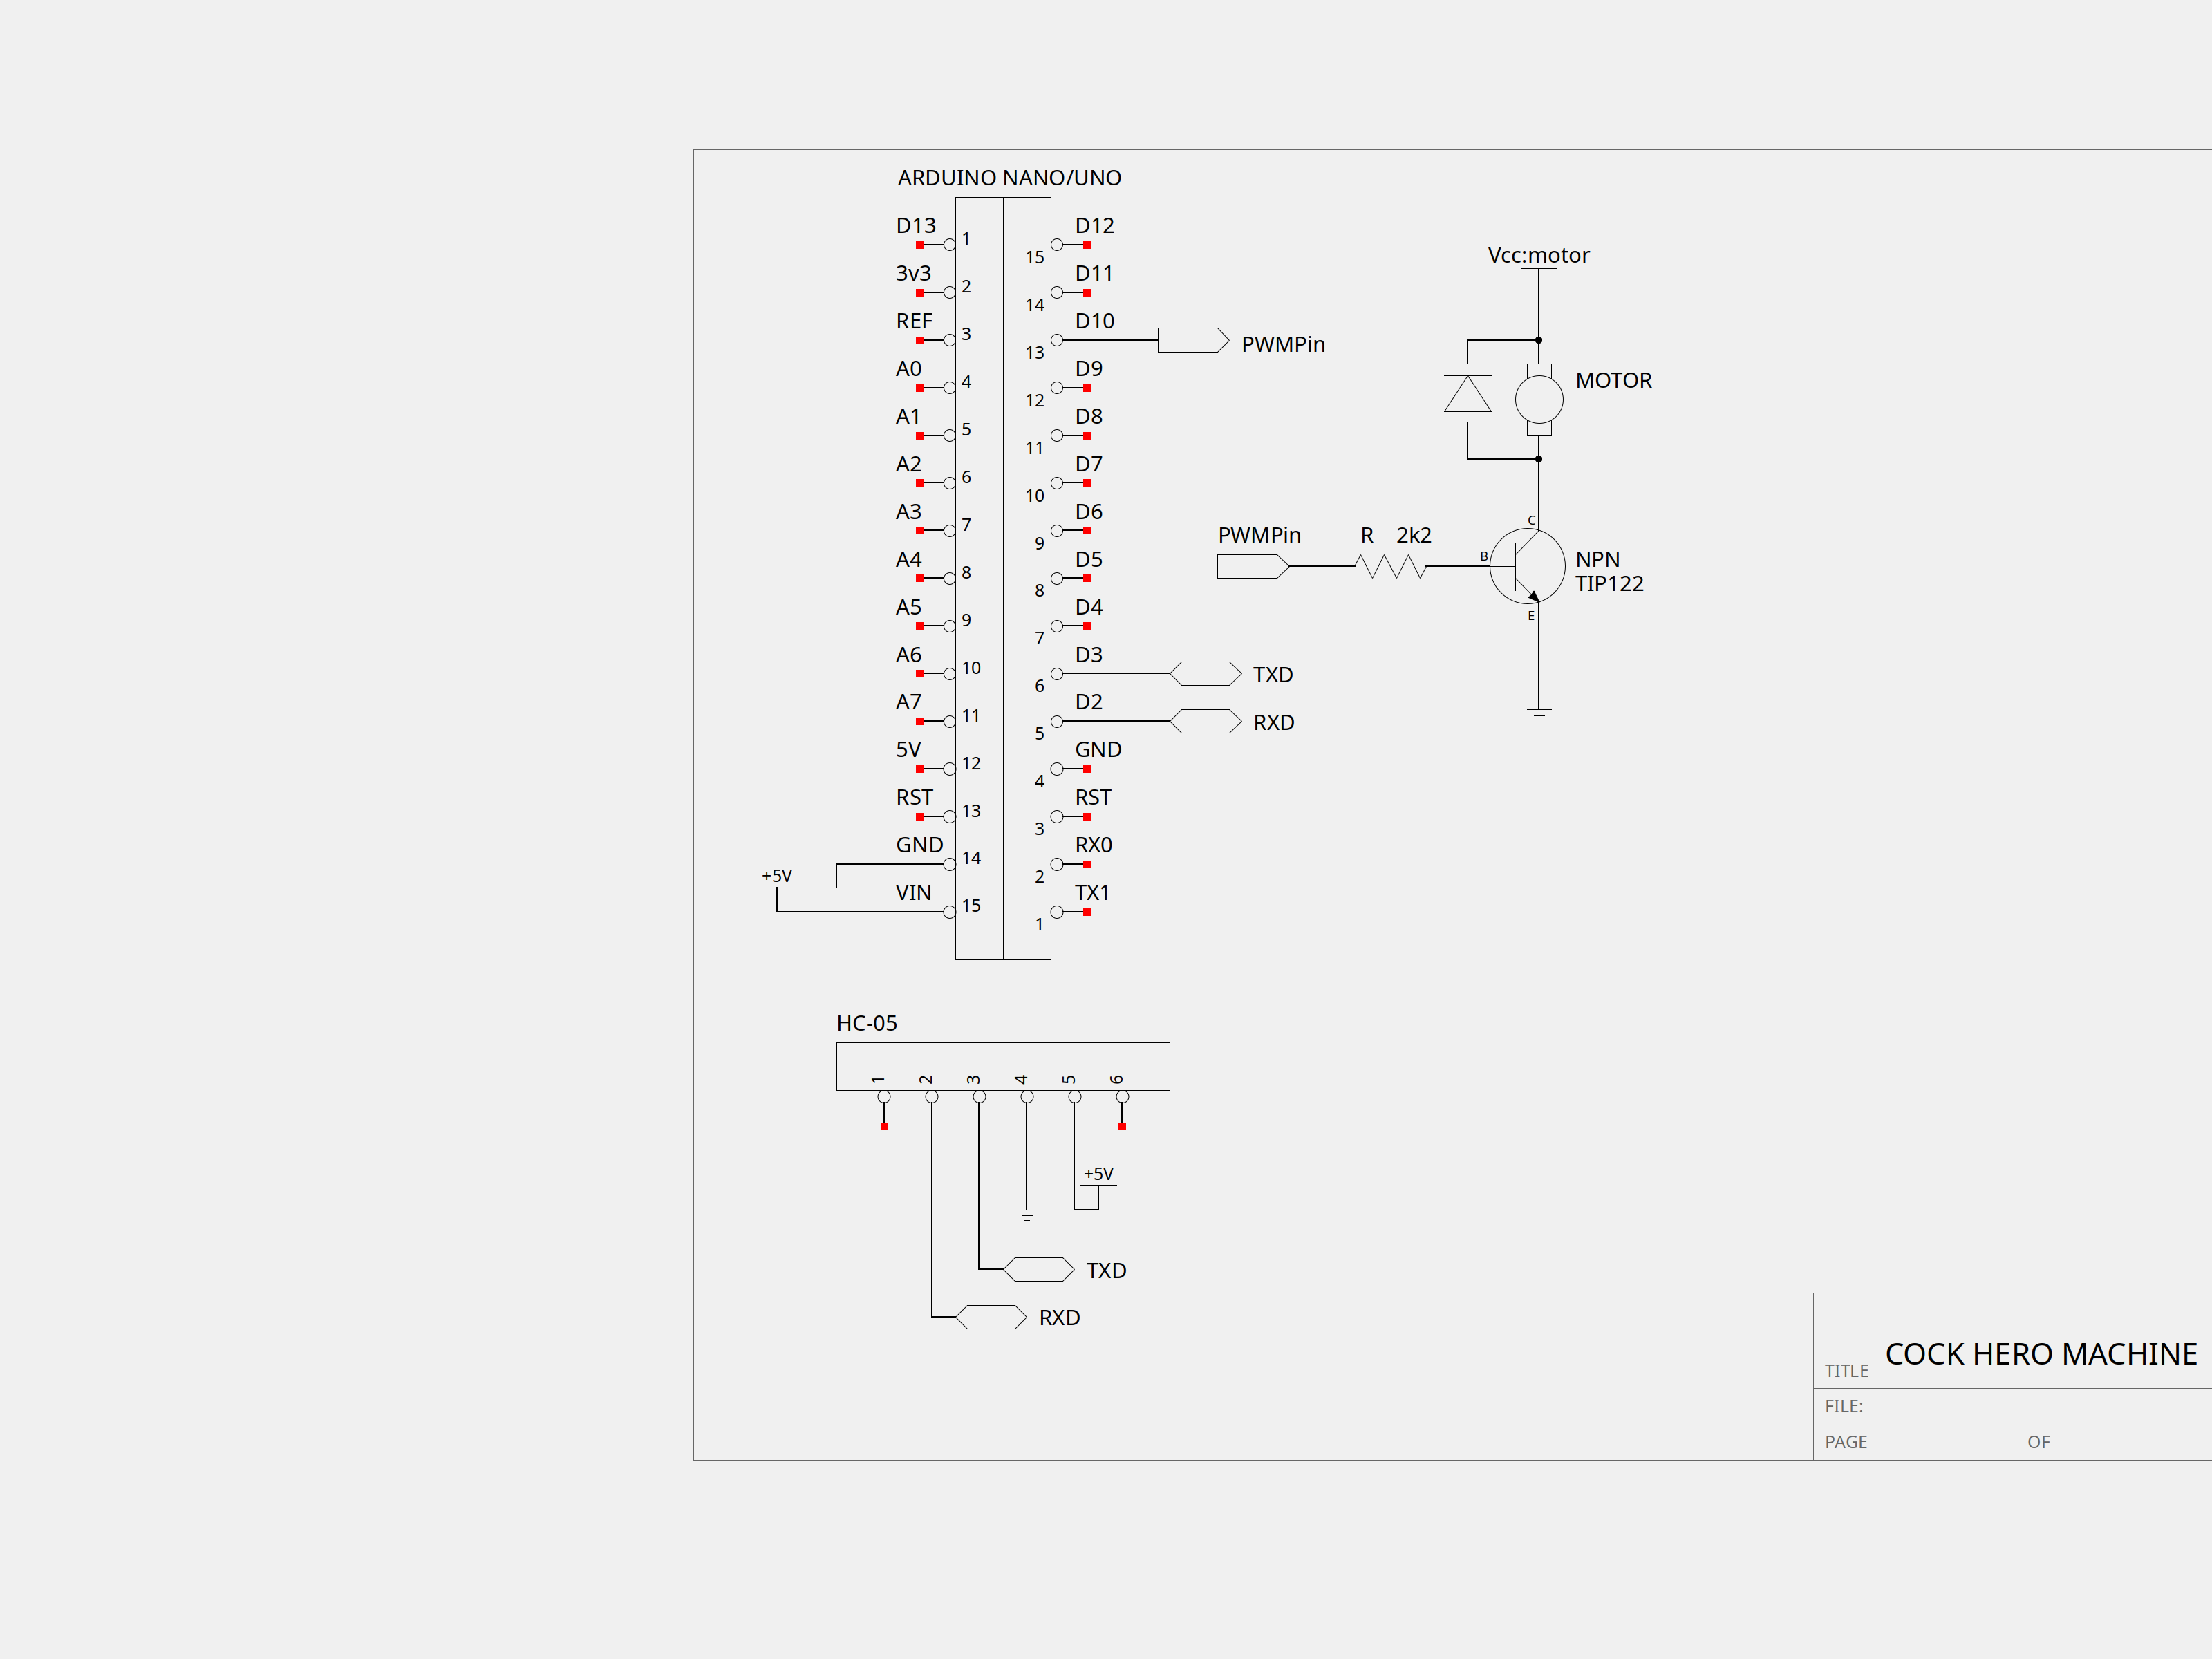 ARDUINO NANO/UNO
D13
1
3v3
2
REF
3
A0
4
A1
5
A2
6
A3
7
A4
8
A5
9
A6
10
A7
11
5V
12
RST
13
GND
14
+5V
VIN
15
D12
15
D11
14
D10
13
PWMPin
D9
12
D8
11
D7
10
D6
9
D5
8
D4
7
D3
6
TXD
D2
5
RXD
GND
4
RST
3
RX0
2
TX1
1
Vcc:motor
MOTOR
PWMPin R 2k2
C
B
E
NPN
TIP122
HC-05
1 2 3 4 5 6
+5V
TXD
RXD
TITLE COCK HERO MACHINE
FILE:
PAGE OF